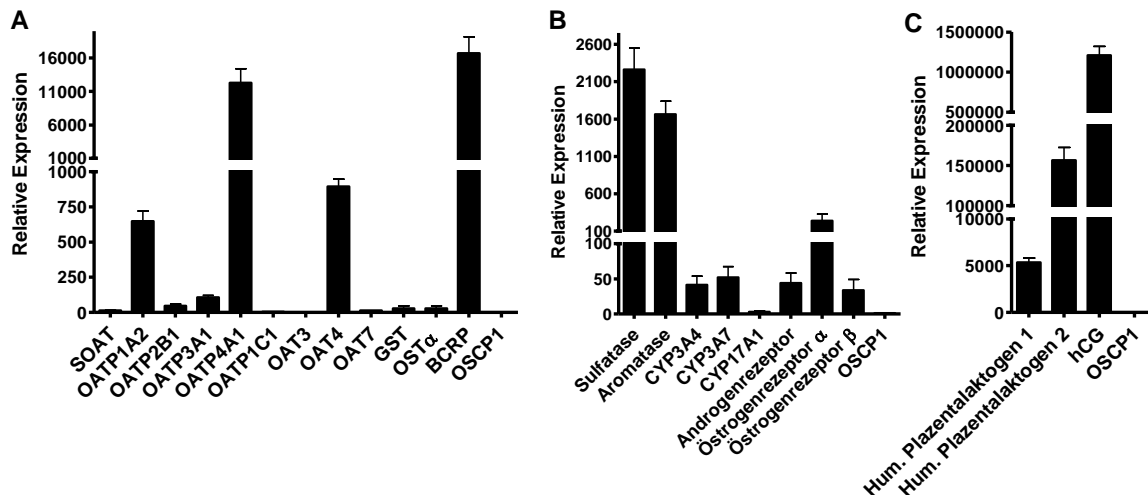 A
Relative Expression
16000
11000
6000
1000
1000
750
500
250
0
SOAT
OATP1A2
OATP2B1
OATP3A1
OATP4A1
OATP1C1
OAT3
OAT4
OAT7
GST
OSTα
BCRP
OSCP1
B
Relative Expression
2600
2100
1600
1100
600
100
100
50
0
Sulfatase
Aromatase
CYP3A4
CYP3A7
CYP17A1
Androgenrezeptor
Östrogenrezeptor α
Östrogenrezeptor β
OSCP1
C
Relative Expression
1500000
1000000
500000
200000
150000
100000
10000
5000
0
Hum. Plazentalaktogen 1
Hum. Plazentalaktogen 2
hCG
OSCP1